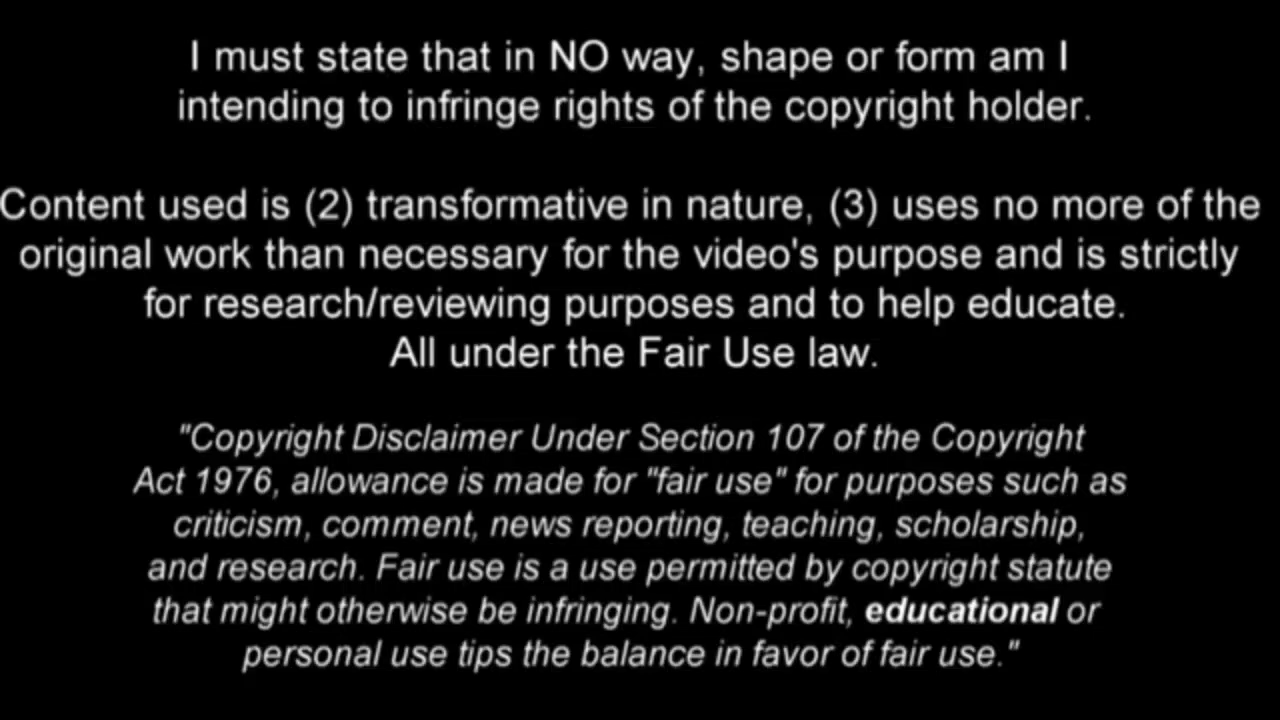 I must state that in NO way, shape or form am I
intending to infringe rights of the copyright holder.
Content used is (2) transformative in nature, (3) uses no more of the
original work than necessary for the video's purpose and is strictly
for research/reviewing purposes and to help educate.
All under the Fair Use law.
"Copyright Disclaimer Under Section 107 of the Copyright
Act 1976, allowance is made for "fair use" for purposes such as
criticism, comment, news reporting, teaching, scholarship,
and research. Fair use is a use permitted by copyright statute
that might otherwise be infringing. Non-profit, educational or
personal use tips the balance in favor of fair use."